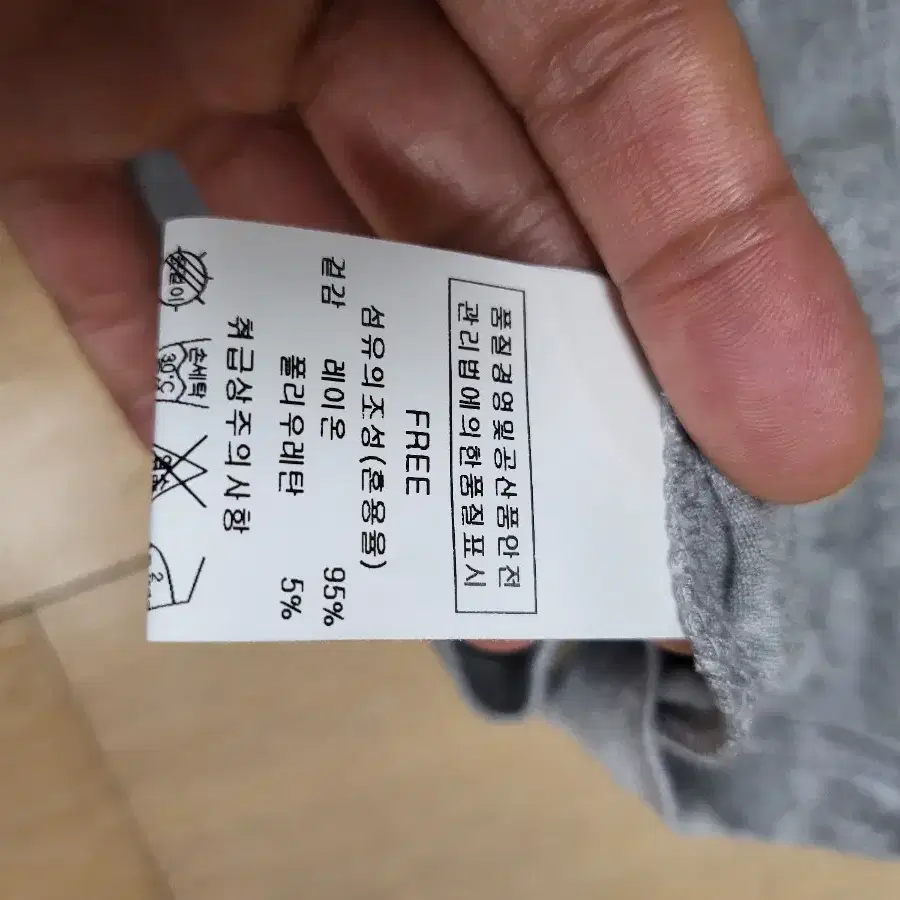 품질경영및공산품안전
관리법에의한품질표시
FREE
섬유의조성(혼용율)
겉감 레이온 95%
폴리우레탄 5%
취급상주의사항
손세탁
30℃
염소